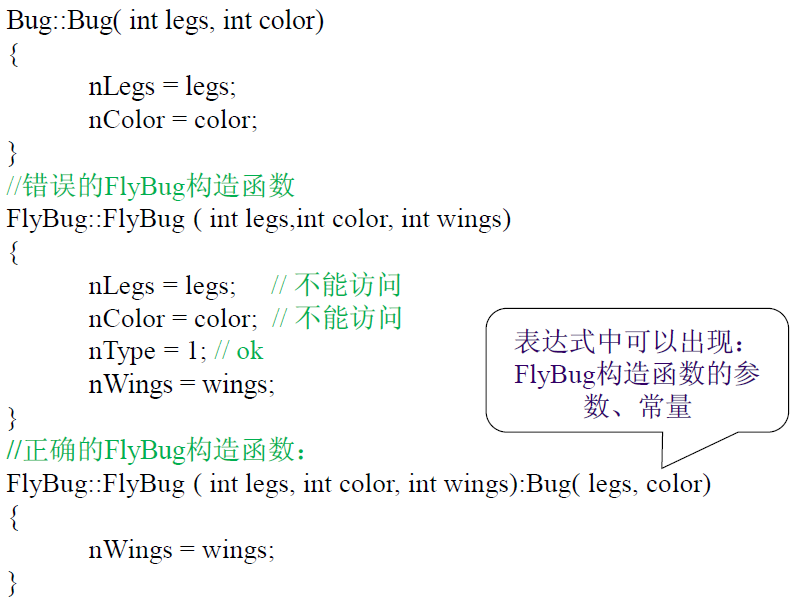 Bug::Bug( int legs, int color)
{
nLegs = legs;
nColor = color;
}
//错误的FlyBug构造函数
FlyBug::FlyBug ( int legs,int color, int wings)
{
nLegs = legs; // 不能访问
nColor = color; // 不能访问
nType = 1; // ok
nWings = wings;
}
表达式中可以出现：
FlyBug构造函数的参
数、常量
//正确的FlyBug构造函数：
FlyBug::FlyBug ( int legs, int color, int wings):Bug( legs, color)
{
nWings = wings;
}